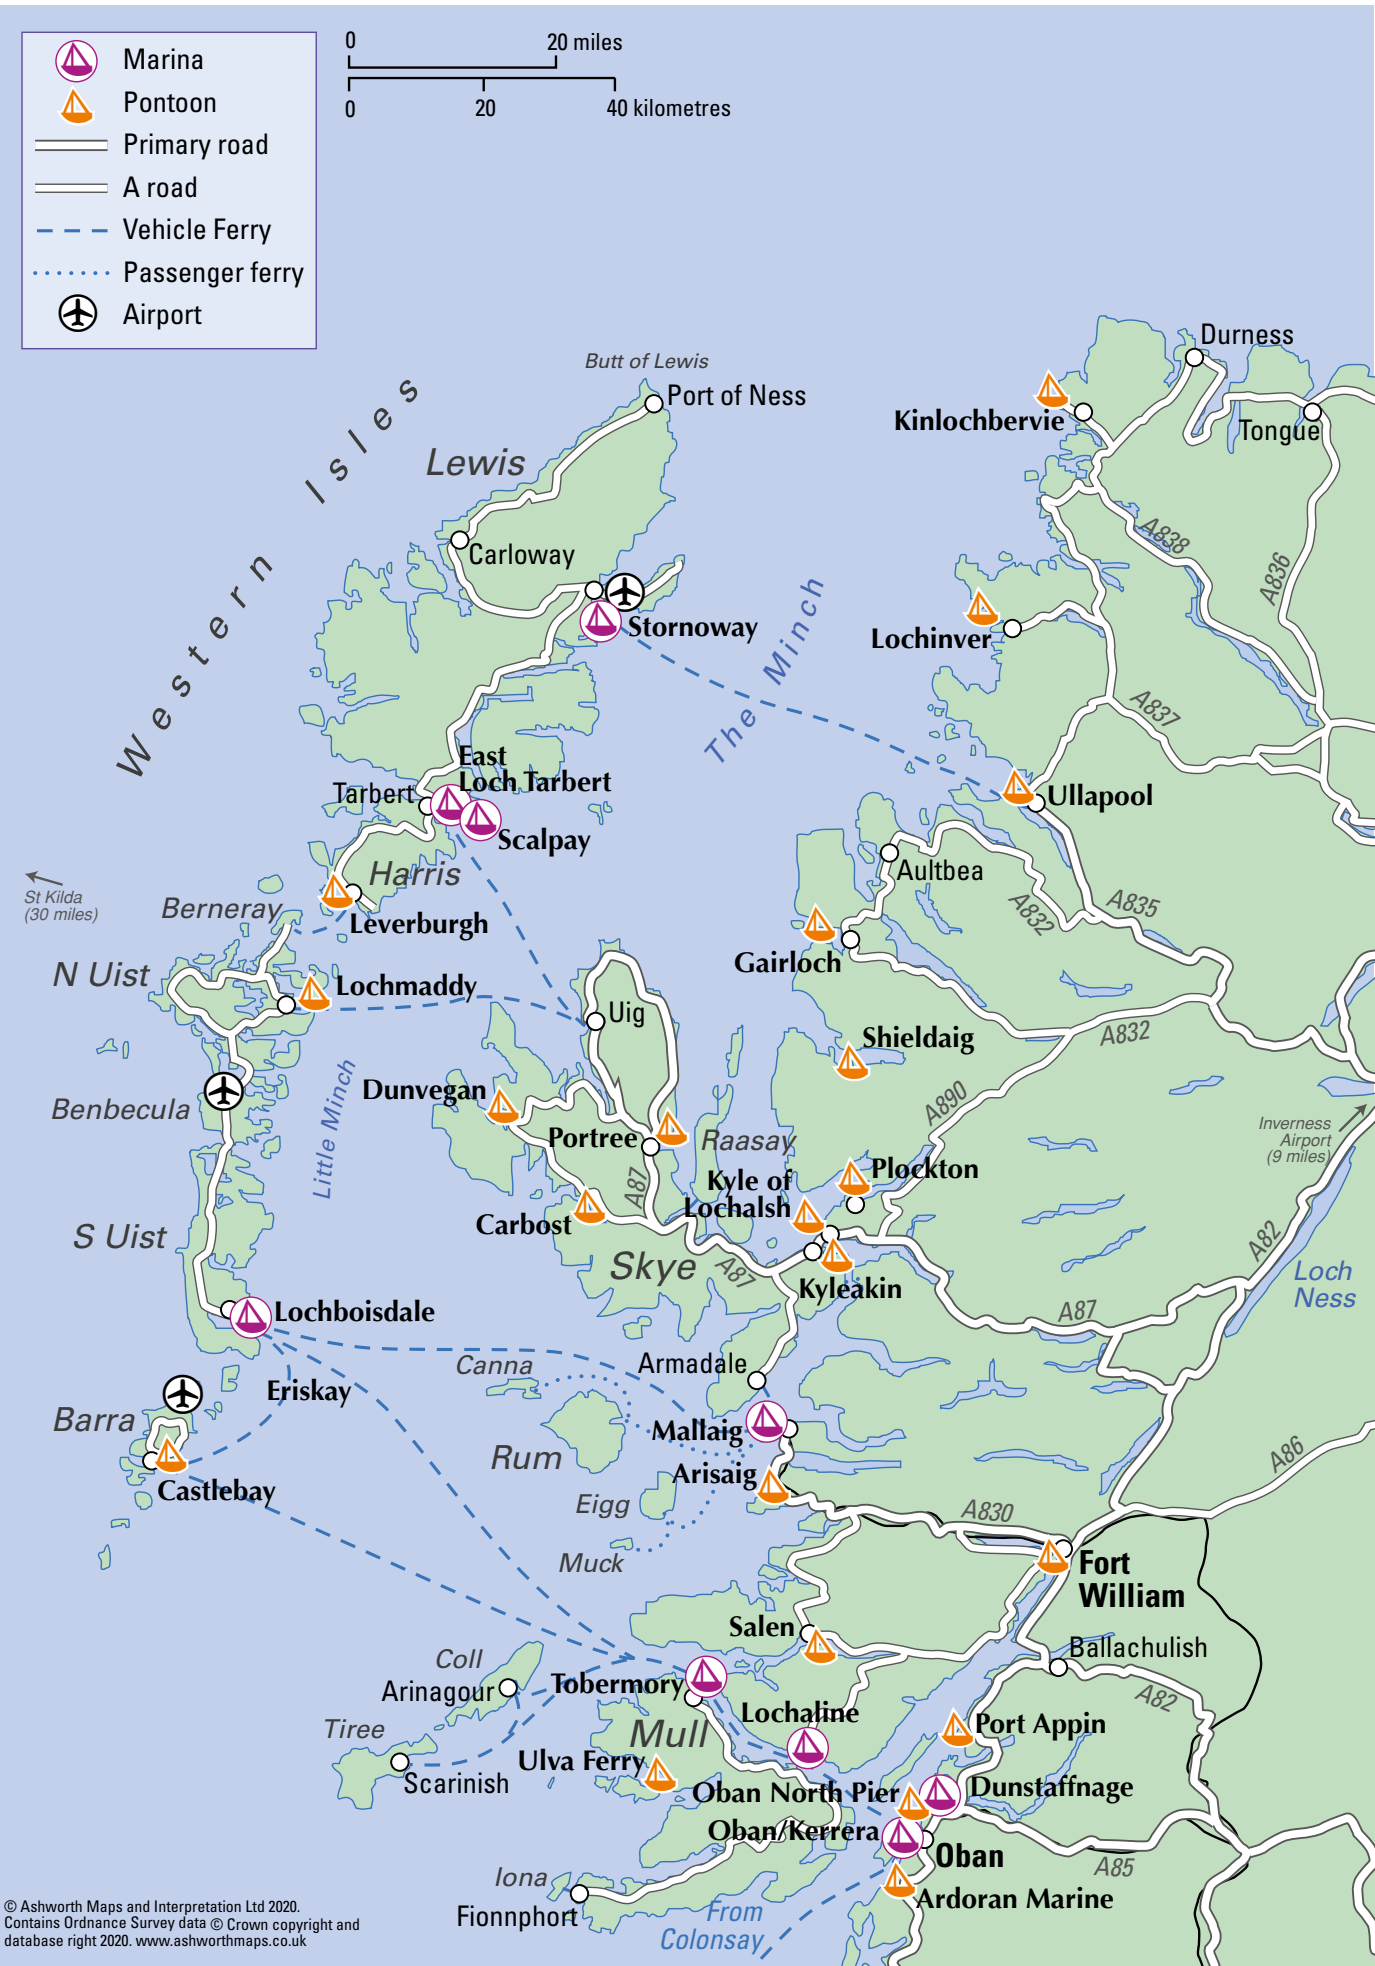 Marina
Pontoon
Primary road
A road
Vehicle Ferry
Passenger ferry
Airport
0
20 miles
0
20
40 kilometres
Western Isles
Butt of Lewis
Port of Ness
Lewis
Carloway
Stornoway
The Minch
Durness
Kinlochbervie
Tongue
A838
A836
Lochinver
A837
East
Loch Tarbert
Tarbert
Scalpay
Ullapool
Harris
St Kilda
(30 miles)
Berneray
Leverburgh
Aultbea
A832
A835
Gairloch
N Uist
Lochmaddy
Uig
Shieldaig
A832
Little Minch
Benbecula
Dunvegan
Portree
Raasay
A890
Inverness
Airport
(9 miles)
Plockton
Kyle of
Lochalsh
A87
Carbost
S Uist
Skye
A87
Kyleakin
A82
Loch
Ness
A87
Lochboisdale
Canna
Armadale
Eriskay
Barra
Rum
Mallaig
A86
Castlebay
Arisaig
Eigg
A830
Muck
Fort
William
Salen
Ballachulish
Coll
Arinagour
Tobermory
A82
Tiree
Mull
Lochaline
Port Appin
Scarinish
Ulva Ferry
Oban North Pier
Dunstaffnage
Oban/Kerrera
Oban
A85
Iona
Ardoran Marine
Fionnphort
From
Colonsay
© Ashworth Maps and Interpretation Ltd 2020.
Contains Ordnance Survey data © Crown copyright and
database right 2020. www.ashworthmaps.co.uk